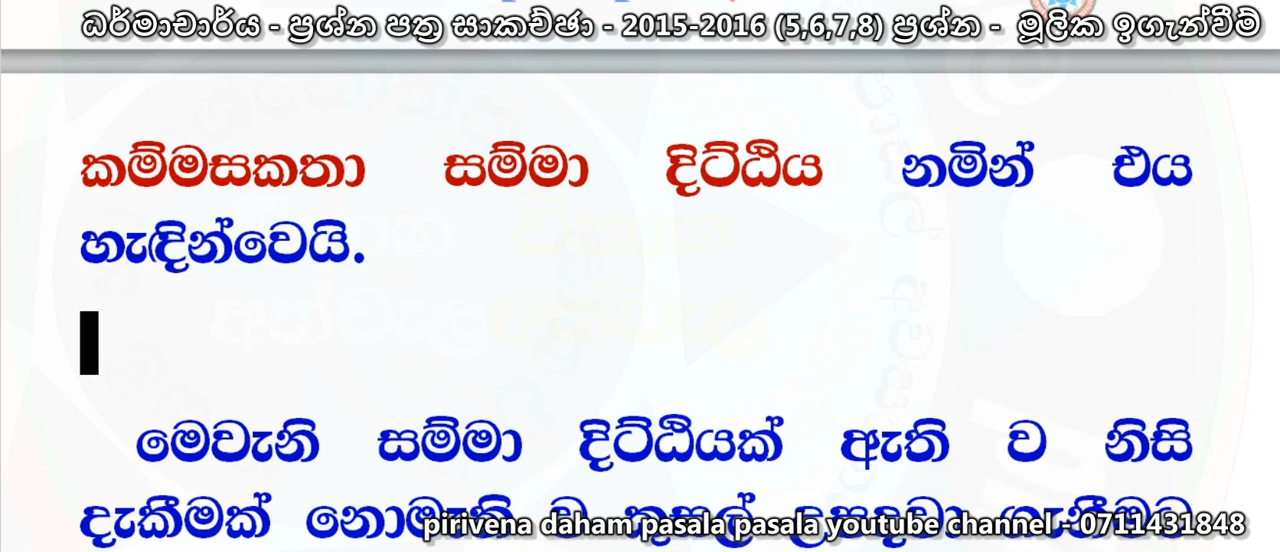 ධර්මාචාර්ය - ප්‍රශ්න පත්‍ර සාකච්ඡා - 2015-2016 (5,6,7,8) ප්‍රශ්න - මූලික ඉගැන්වීම්
කම්මසකතා සම්මා දිට්ඨිය නමින් එය
හැඳින්වෙයි.
මෙවැනි සම්මා දිට්ඨියක් ඇති ව නිසි
දැකීමක් නොමැති ව කුසල්
pirivena daham pasala pasala youtube channel - 0711431848